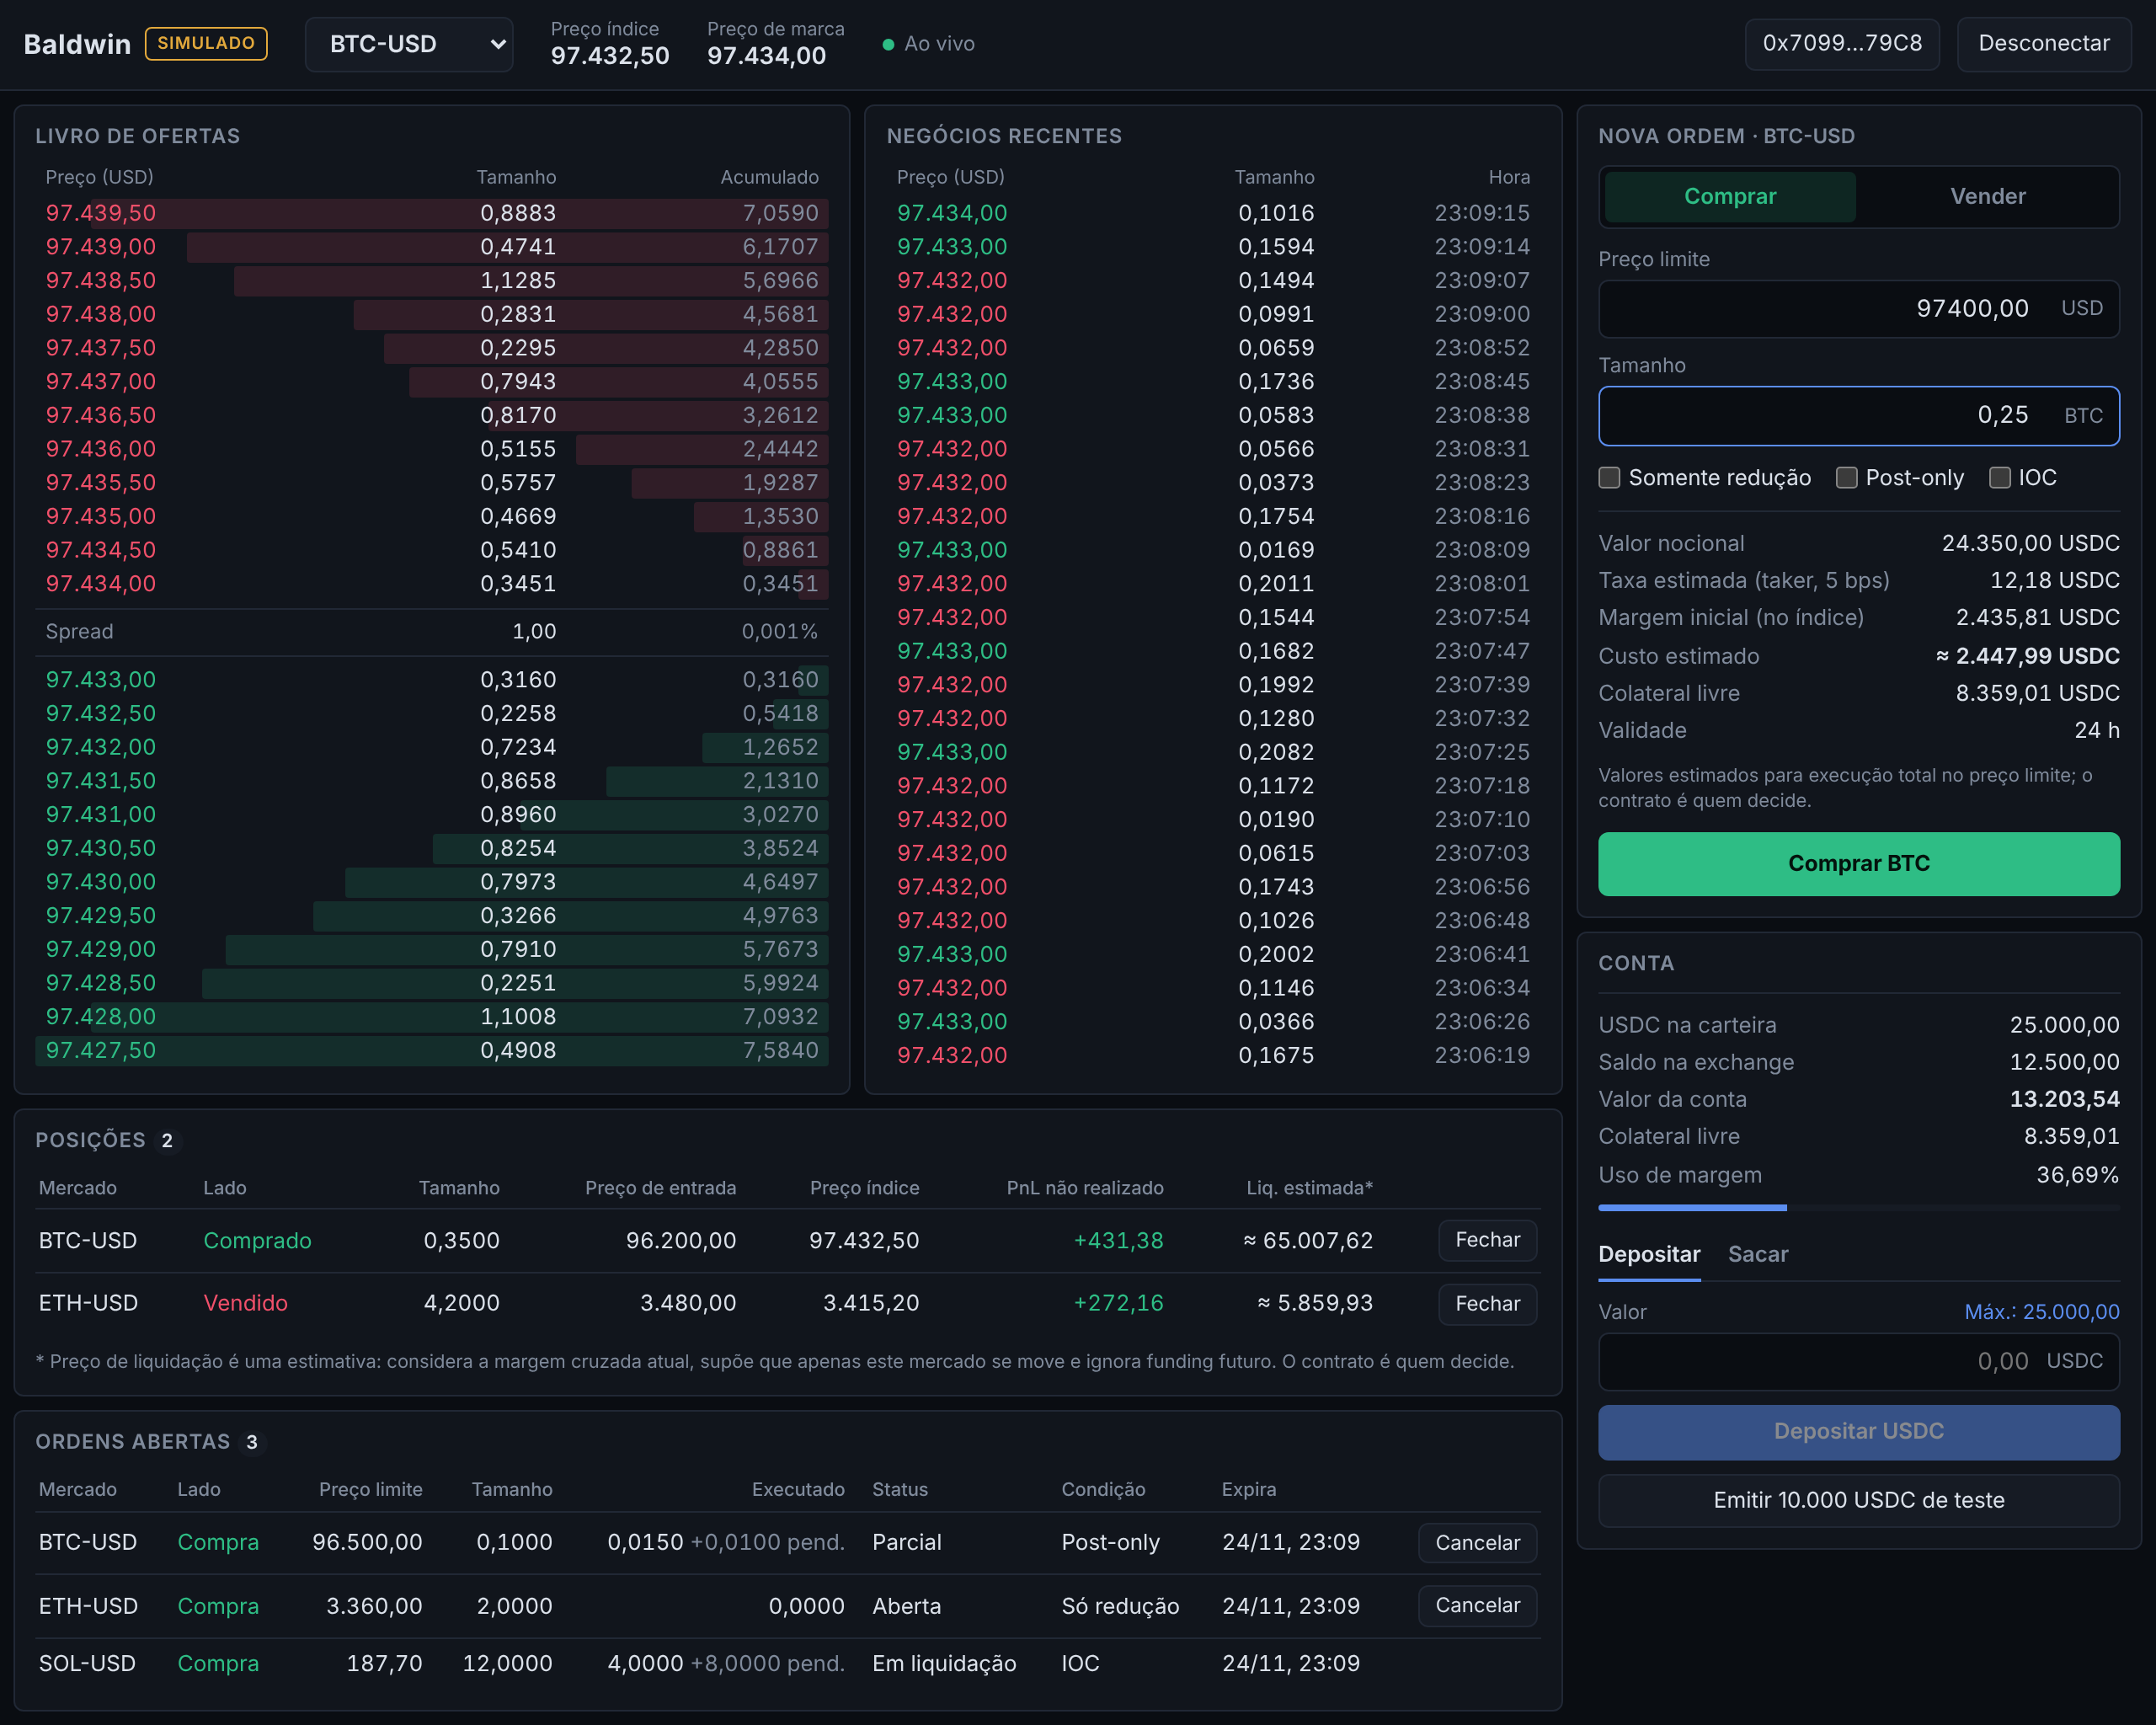 Baldwin SIMULADO BTC-USD Preço índice 97.432,50 Preço de marca 97.434,00 Ao vivo 0x7099…79C8 Desconectar
LIVRO DE OFERTAS
Preço (USD) Tamanho Acumulado
97.439,50 0,8883 7,0590
97.439,00 0,4741 6,1707
97.438,50 1,1285 5,6966
97.438,00 0,2831 4,5681
97.437,50 0,2295 4,2850
97.437,00 0,7943 4,0555
97.436,50 0,8170 3,2612
97.436,00 0,5155 2,4442
97.435,50 0,5757 1,9287
97.435,00 0,4669 1,3530
97.434,50 0,5410 0,8861
97.434,00 0,3451 0,3451
Spread 1,00 0,001%
97.433,00 0,3160 0,3160
97.432,50 0,2258 0,5418
97.432,00 0,7234 1,2652
97.431,50 0,8658 2,1310
97.431,00 0,8960 3,0270
97.430,50 0,8254 3,8524
97.430,00 0,7973 4,6497
97.429,50 0,3266 4,9763
97.429,00 0,7910 5,7673
97.428,50 0,2251 5,9924
97.428,00 1,1008 7,0932
97.427,50 0,4908 7,5840
NEGÓCIOS RECENTES
Preço (USD) Tamanho Hora
97.434,00 0,1016 23:09:15
97.433,00 0,1594 23:09:14
97.432,00 0,1494 23:09:07
97.432,00 0,0991 23:09:00
97.432,00 0,0659 23:08:52
97.433,00 0,1736 23:08:45
97.433,00 0,0583 23:08:38
97.432,00 0,0566 23:08:31
97.432,00 0,0373 23:08:23
97.432,00 0,1754 23:08:16
97.433,00 0,0169 23:08:09
97.432,00 0,2011 23:08:01
97.432,00 0,1544 23:07:54
97.433,00 0,1682 23:07:47
97.432,00 0,1992 23:07:39
97.432,00 0,1280 23:07:32
97.433,00 0,2082 23:07:25
97.432,00 0,1172 23:07:18
97.432,00 0,0190 23:07:10
97.432,00 0,0615 23:07:03
97.432,00 0,1743 23:06:56
97.432,00 0,1026 23:06:48
97.433,00 0,2002 23:06:41
97.432,00 0,1146 23:06:34
97.433,00 0,0366 23:06:26
97.432,00 0,1675 23:06:19
NOVA ORDEM · BTC-USD
Comprar Vender
Preço limite
97400,00 USD
Tamanho
0,25 BTC
Somente redução Post-only IOC
Valor nocional 24.350,00 USDC
Taxa estimada (taker, 5 bps) 12,18 USDC
Margem inicial (no índice) 2.435,81 USDC
Custo estimado ≈ 2.447,99 USDC
Colateral livre 8.359,01 USDC
Validade 24 h
Valores estimados para execução total no preço limite; o
contrato é quem decide.
Comprar BTC
CONTA
USDC na carteira 25.000,00
Saldo na exchange 12.500,00
Valor da conta 13.203,54
Colateral livre 8.359,01
Uso de margem 36,69%
Depositar Sacar
Valor Máx.: 25.000,00
0,00 USDC
Depositar USDC
Emitir 10.000 USDC de teste
POSIÇÕES 2
Mercado Lado Tamanho Preço de entrada Preço índice PnL não realizado Liq. estimada*
BTC-USD Comprado 0,3500 96.200,00 97.432,50 +431,38 ≈ 65.007,62 Fechar
ETH-USD Vendido 4,2000 3.480,00 3.415,20 +272,16 ≈ 5.859,93 Fechar
* Preço de liquidação é uma estimativa: considera a margem cruzada atual, supõe que apenas este mercado se move e ignora funding futuro. O contrato é quem decide.
ORDENS ABERTAS 3
Mercado Lado Preço limite Tamanho Executado Status Condição Expira
BTC-USD Compra 96.500,00 0,1000 0,0150 +0,0100 pend. Parcial Post-only 24/11, 23:09 Cancelar
ETH-USD Compra 3.360,00 2,0000 0,0000 Aberta Só redução 24/11, 23:09 Cancelar
SOL-USD Compra 187,70 12,0000 4,0000 +8,0000 pend. Em liquidação IOC 24/11, 23:09